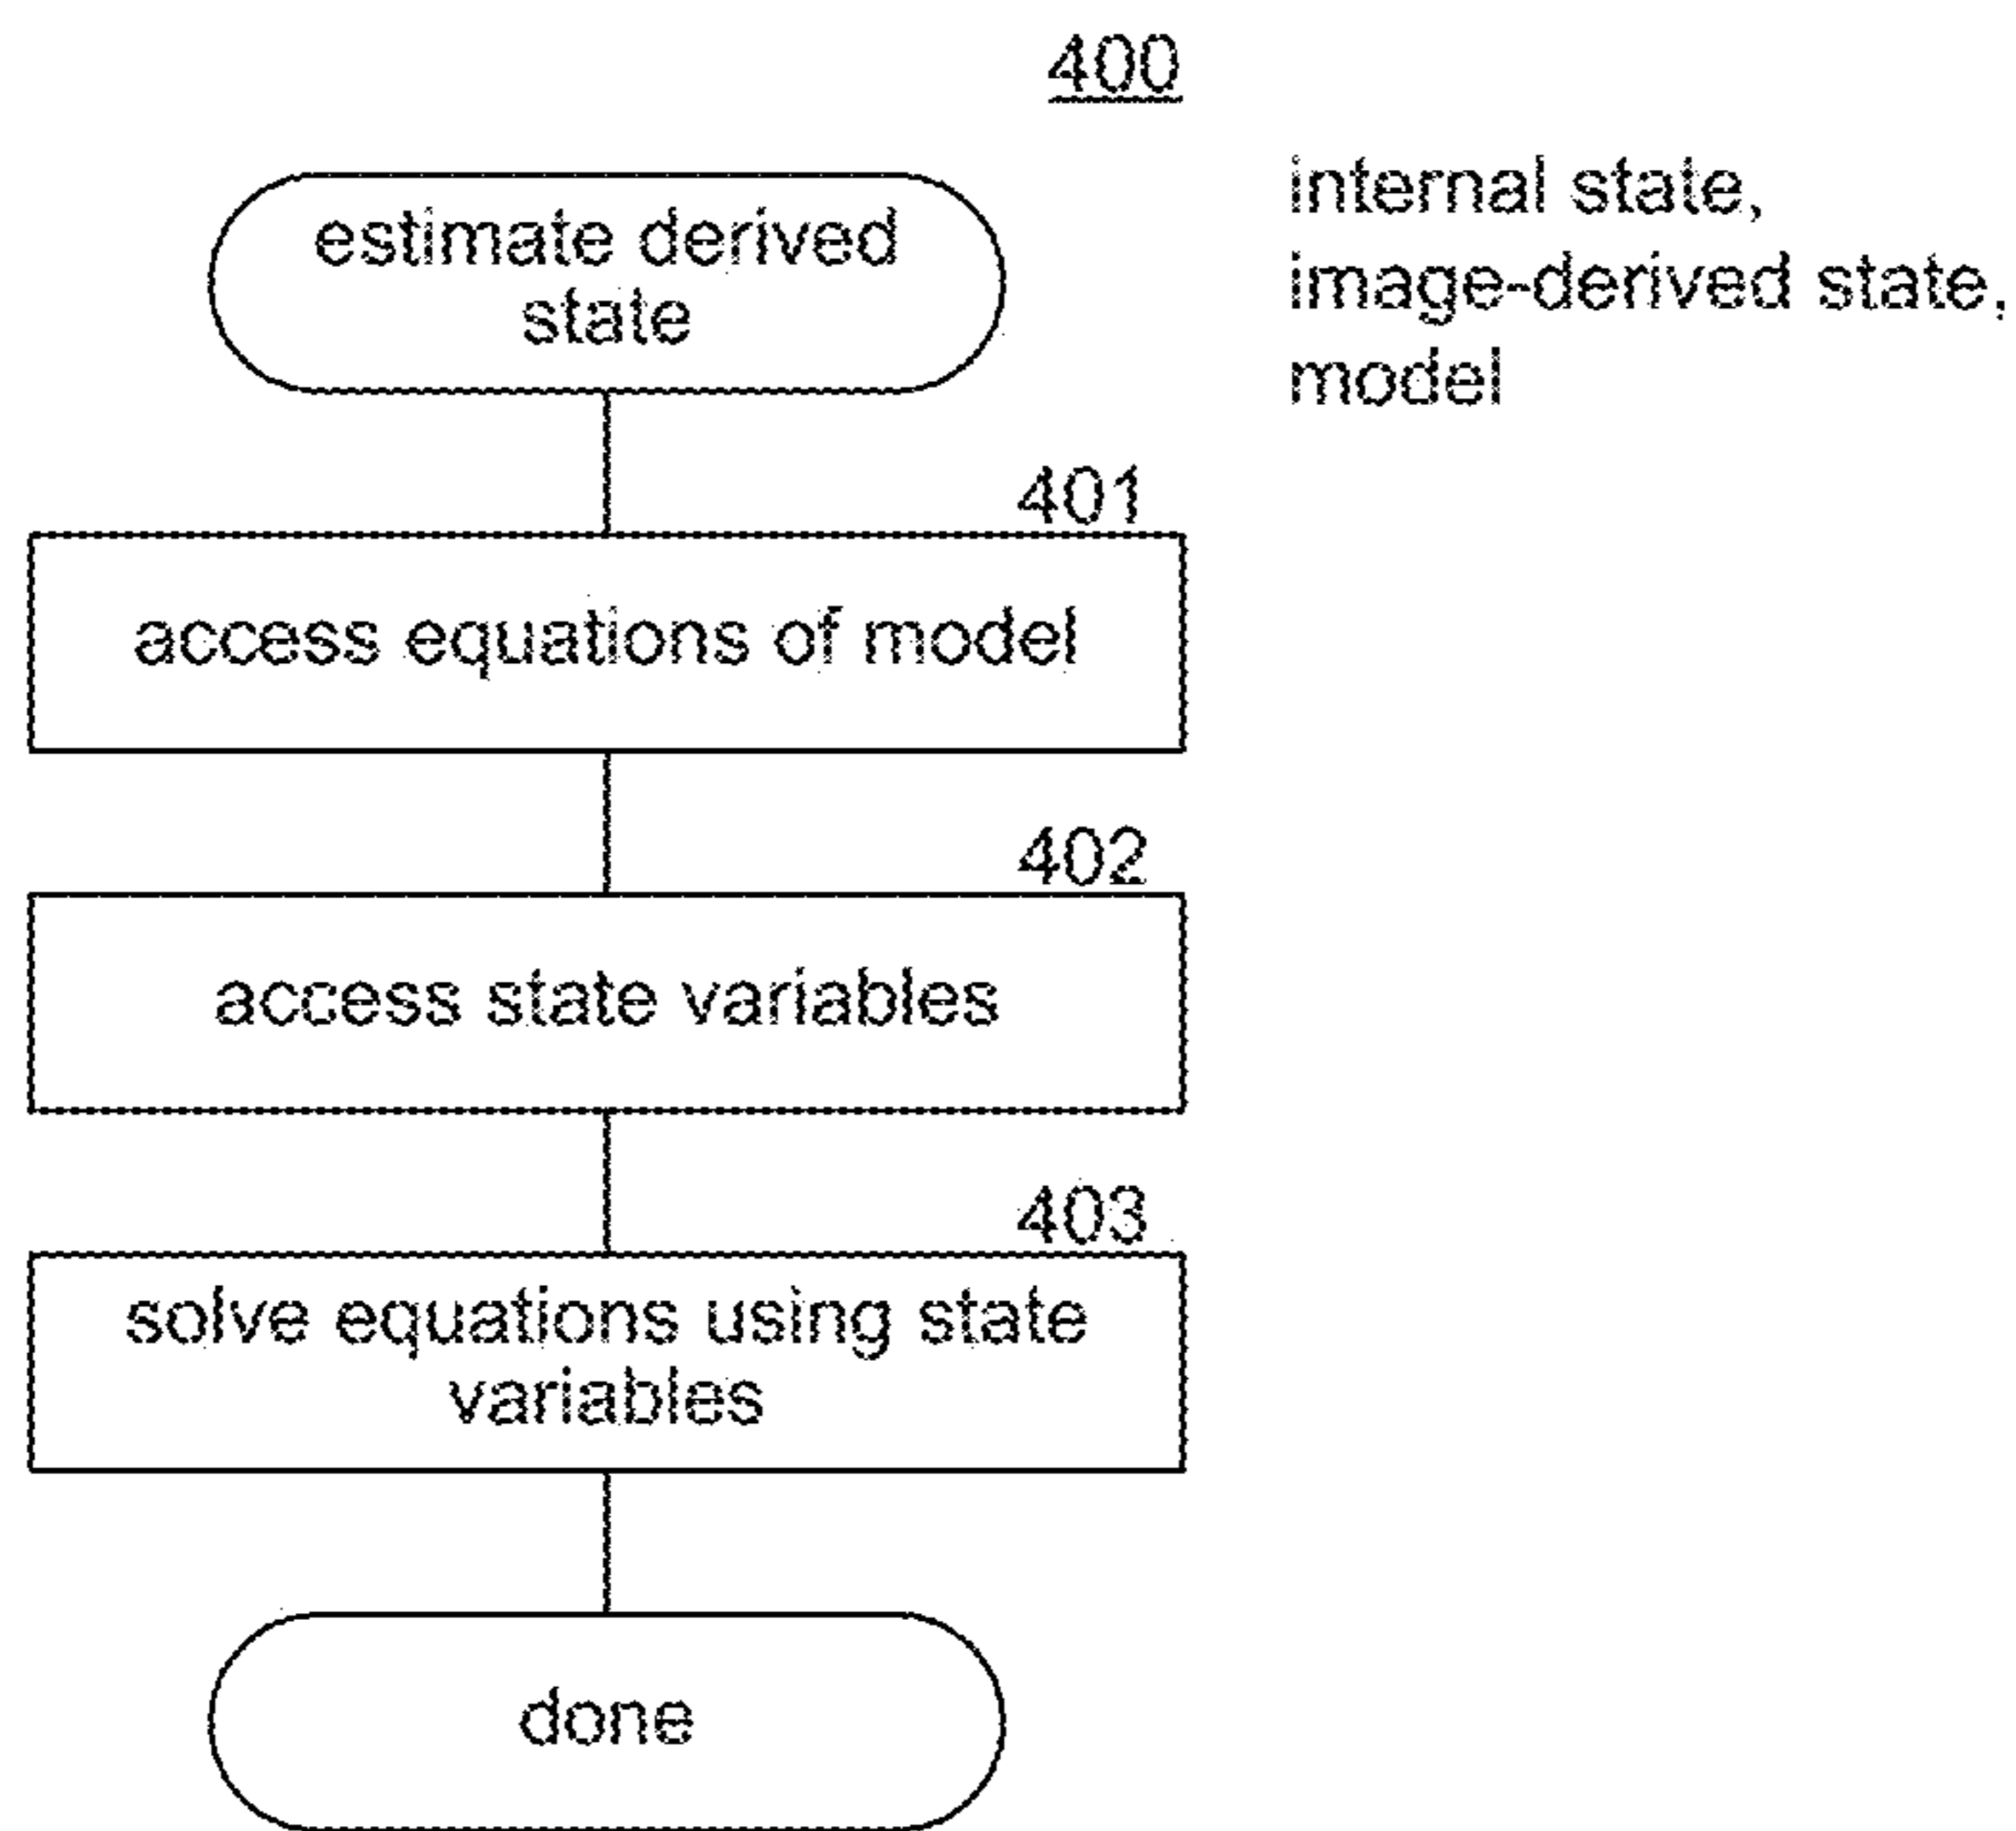 400
estimate derived
state
internal state,
image-derived state,
model
401
access equations of model
402
access state variables
403
solve equations using state
variables
done